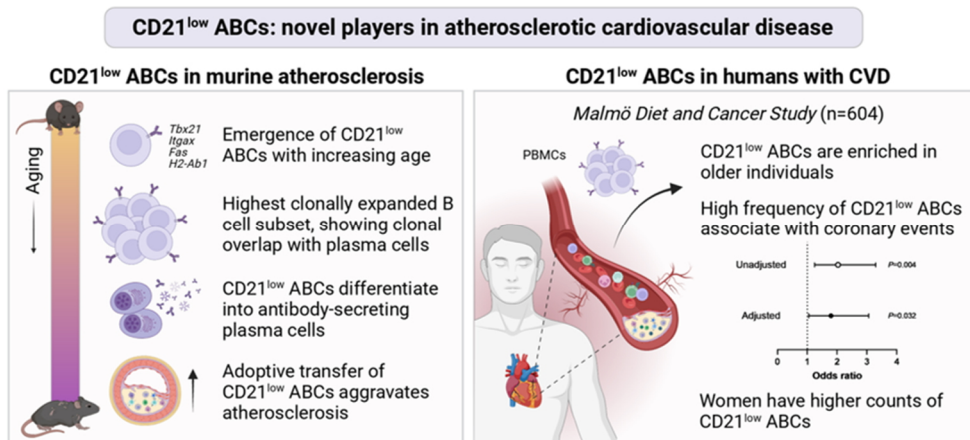 CD21low ABCs: novel players in atherosclerotic cardiovascular disease
CD21low ABCs in murine atherosclerosis
Aging
Tbx21
Itgax
Fas
H2-Ab1
Emergence of CD21low
ABCs with increasing age
Highest clonally expanded B
cell subset, showing clonal
overlap with plasma cells
CD21low ABCs differentiate
into antibody-secreting
plasma cells
Adoptive transfer of
CD21low ABCs aggravates
atherosclerosis
CD21low ABCs in humans with CVD
Malmö Diet and Cancer Study (n=604)
PBMCs
CD21low ABCs are enriched in
older individuals
High frequency of CD21low ABCs
associate with coronary events
Unadjusted
P=0.004
Adjusted
P=0.032
0 1 2 3 4
Odds ratio
Women have higher counts of
CD21low ABCs